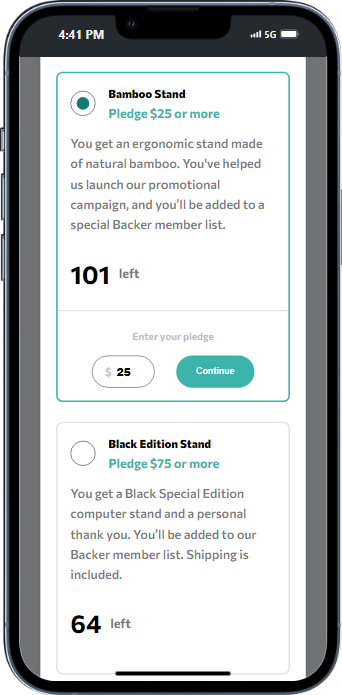 4:41 PM 5G
Bamboo Stand
Pledge $25 or more
You get an ergonomic stand made
of natural bamboo. You've helped
us launch our promotional
campaign, and you’ll be added to a
special Backer member list.
101 left
Enter your pledge
$ 25 Continue
Black Edition Stand
Pledge $75 or more
You get a Black Special Edition
computer stand and a personal
thank you. You’ll be added to our
Backer member list. Shipping is
included.
64 left